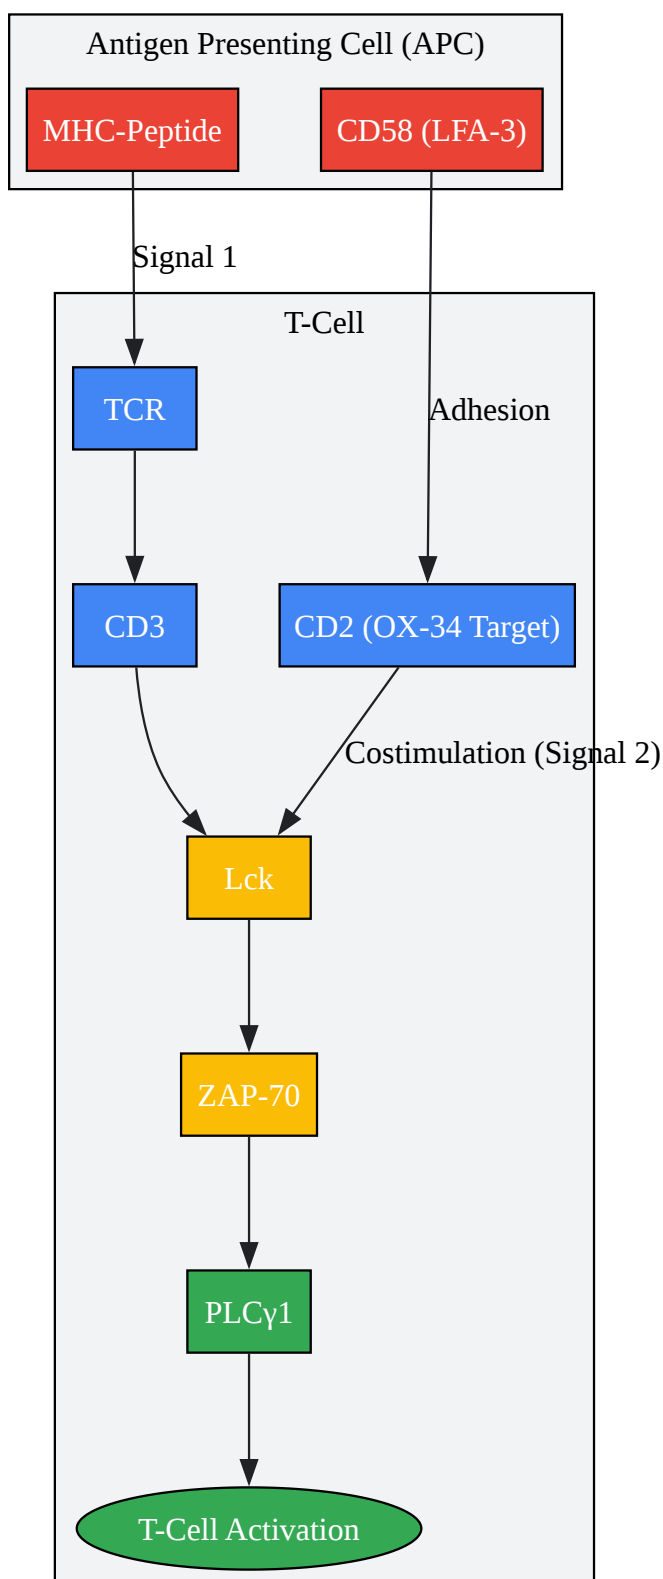 Antigen Presenting Cell (APC)
MHC-Peptide
CD58 (LFA-3)
Signal 1
T-Cell
TCR
Adhesion
CD3
CD2 (OX-34 Target)
Costimulation (Signal 2)
Lck
ZAP-70
PLCγ1
T-Cell Activation